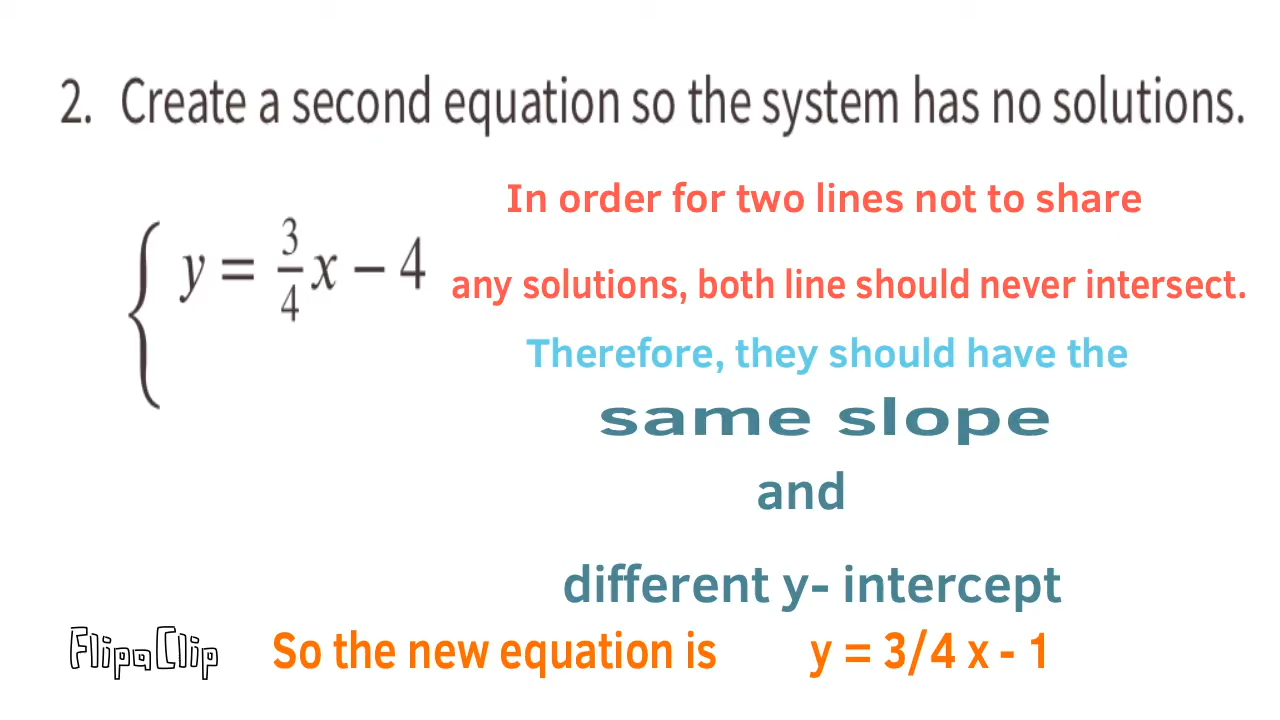 2. Create a second equation so the system has no solutions.
y = 3/4 x − 4
In order for two lines not to share
any solutions, both line should never intersect.
Therefore, they should have the
same slope
and
different y- intercept
So the new equation is y = 3/4 x - 1
FlipaClip